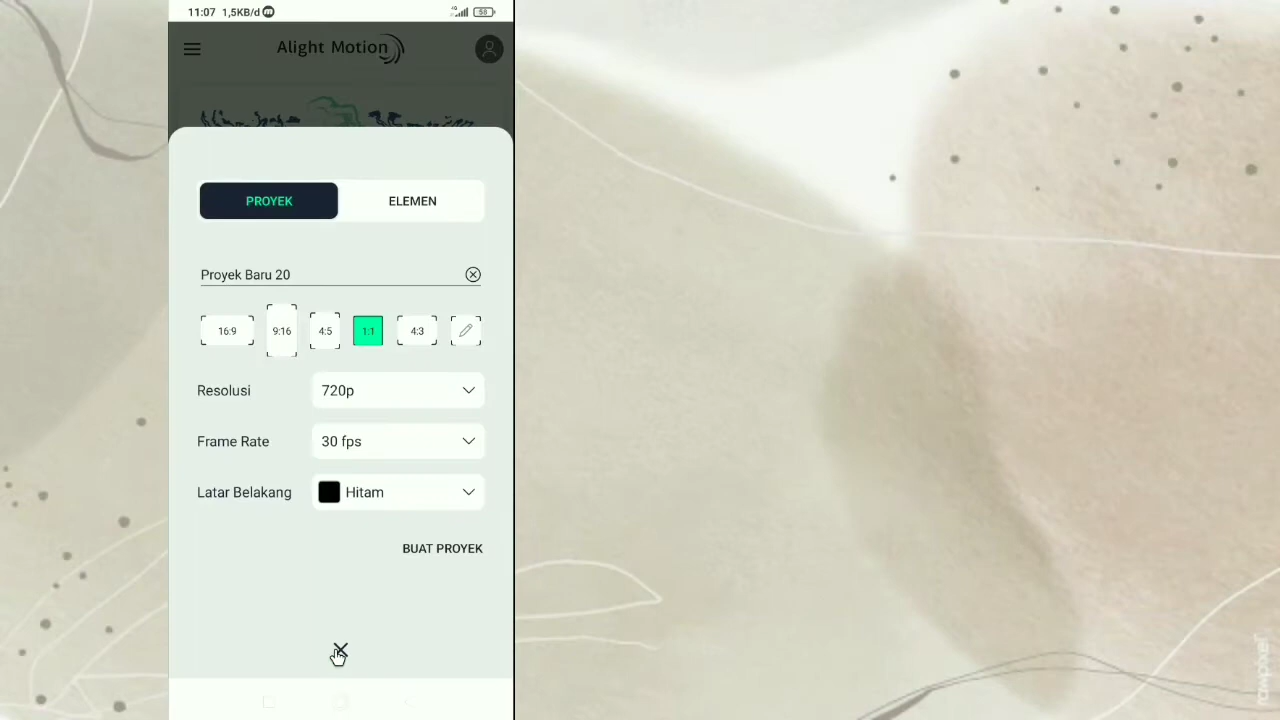 11:07 1,5KB/d
58
Alight Motion
PROYEK ELEMEN
Proyek Baru 20
16:9 9:16 4:5 1:1 4:3
Resolusi 720p
Frame Rate 30 fps
Latar Belakang Hitam
BUAT PROYEK
rawpixel